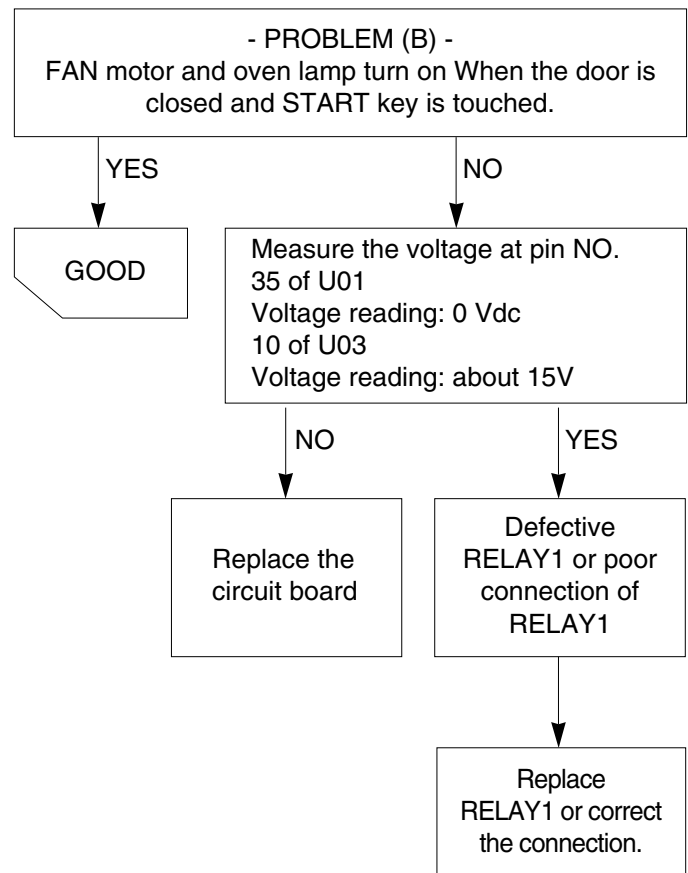 - PROBLEM (B) -
FAN motor and oven lamp turn on When the door is
closed and START key is touched.
YES
NO
GOOD
Measure the voltage at pin NO.
35 of U01
Voltage reading: 0 Vdc
10 of U03
Voltage reading: about 15V
NO
YES
Replace the
circuit board
Defective
RELAY1 or poor
connection of
RELAY1
Replace
RELAY1 or correct
the connection.